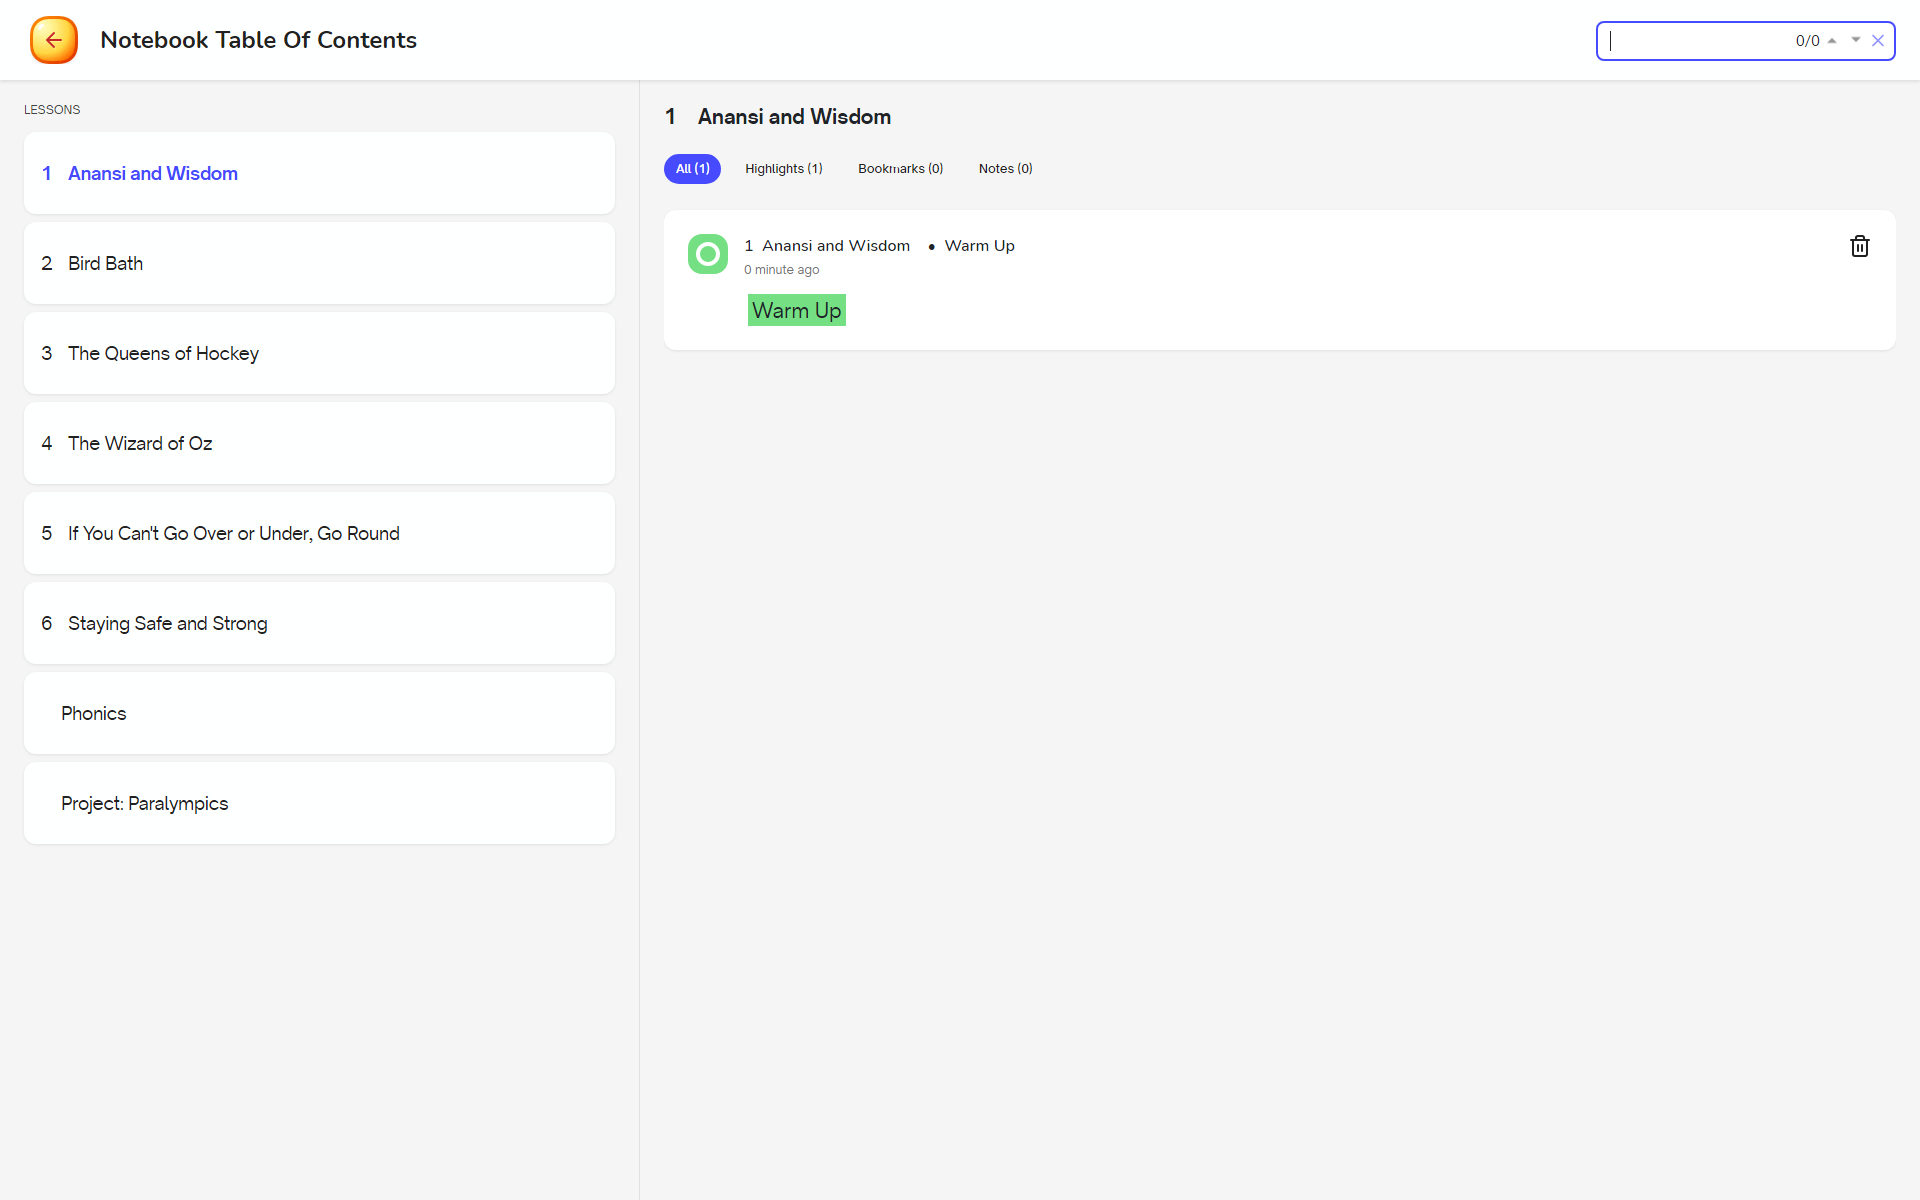 Notebook Table Of Contents
0/0
LESSONS
1 Anansi and Wisdom
2 Bird Bath
3 The Queens of Hockey
4 The Wizard of Oz
5 If You Can't Go Over or Under, Go Round
6 Staying Safe and Strong
Phonics
Project: Paralympics
1 Anansi and Wisdom
All (1) Highlights (1) Bookmarks (0) Notes (0)
1 Anansi and Wisdom • Warm Up
0 minute ago
Warm Up